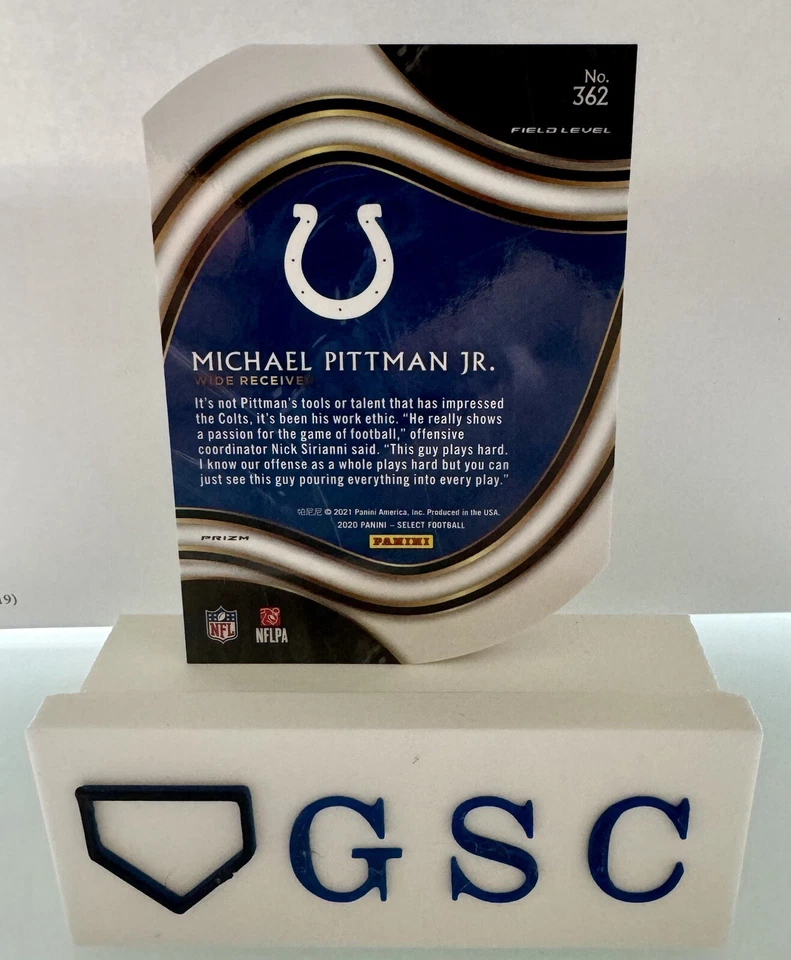 No.
362
FIELD LEVEL
MICHAEL PITTMAN JR.
WIDE RECEIVER
It's not Pittman's tools or talent that has impressed
the Colts, it's been his work ethic. "He really shows
a passion for the game of football," offensive
coordinator Nick Sirianni said. "This guy plays hard.
I know our offense as a whole plays hard but you can
just see this guy pouring everything into every play."
帕尼尼 © 2021 Panini America, Inc. Produced in the USA.
2020 PANINI – SELECT FOOTBALL
PRIZM
PANINI
NFL
NFLPA
19)
GSC